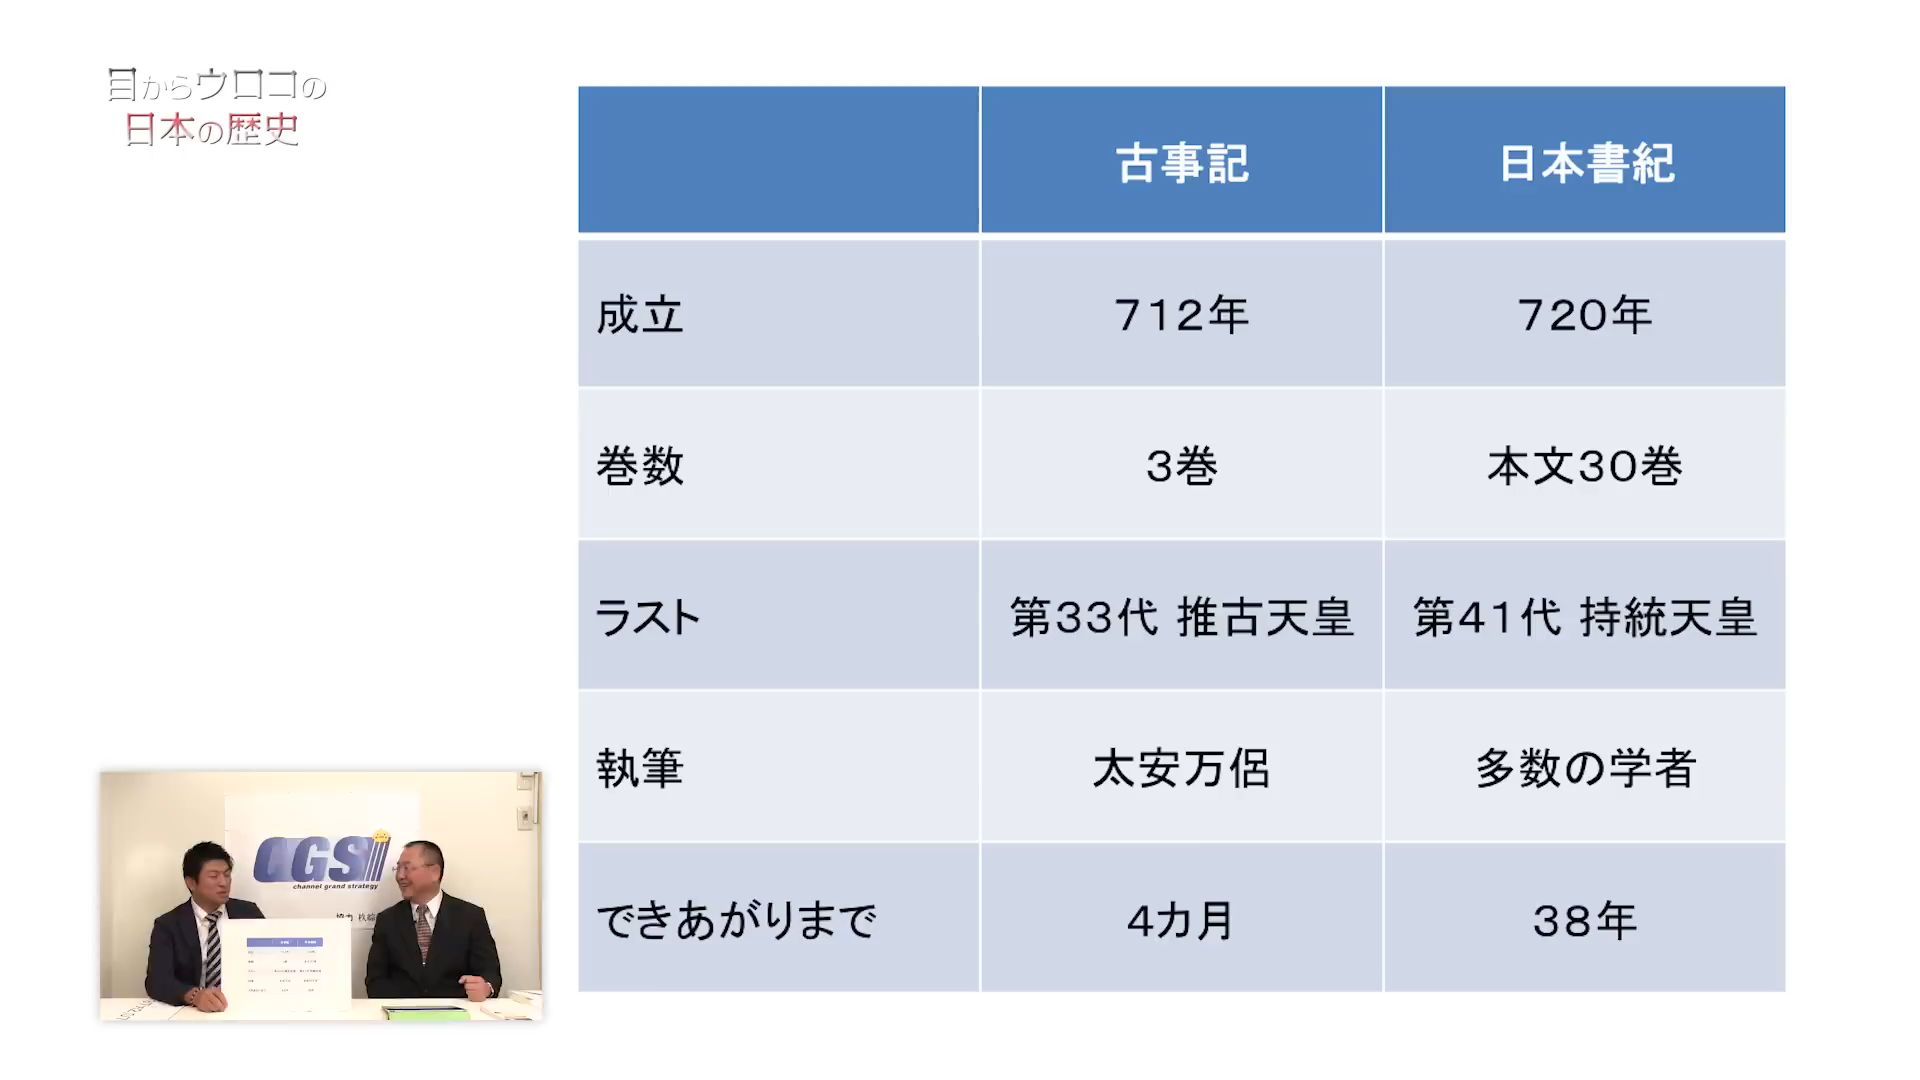 目からウロコの
日本の歴史
古事記 日本書紀
成立 712年 720年
巻数 3巻 本文30巻
ラスト 第33代 推古天皇 第41代 持統天皇
執筆 太安万侶 多数の学者
できあがりまで 4カ月 38年
CGS
channel grand strategy
協力